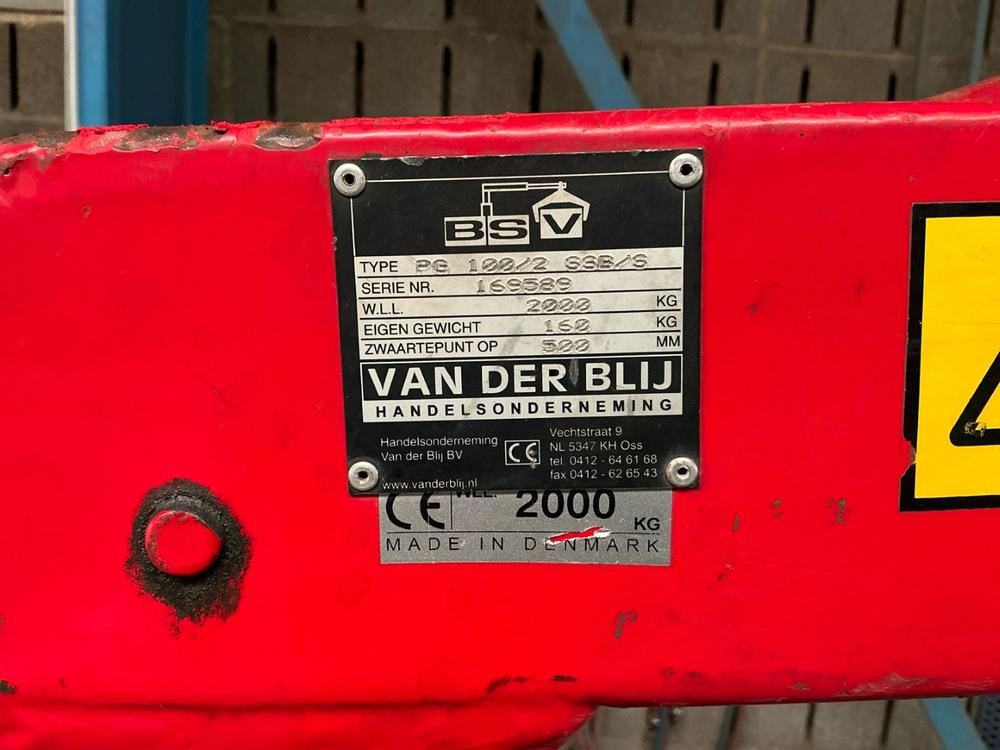 BSV
TYPE PG 100/2 SSB/S
SERIE NR. 169589
W.L.L. 2000 KG
EIGEN GEWICHT 160 KG
ZWAARTEPUNT OP 500 MM
VAN DER BLIJ
HANDELSONDERNEMING
Handelsonderneming
Van der Blij BV
www.vanderblij.nl
CE
Vechtstraat 9
NL 5347 KH Oss
tel. 0412 - 64 61 68
fax 0412 - 62 65 43
CE WLL: 2000 KG
MADE IN DENMARK